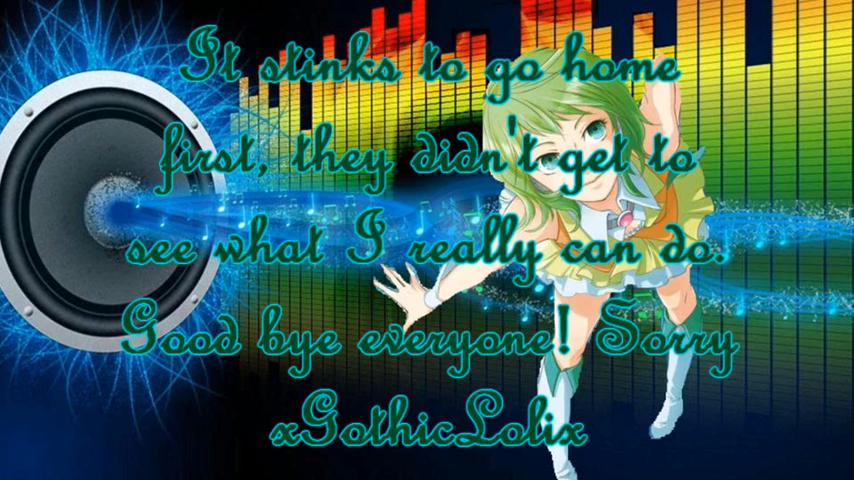 It stinks to go home
first, they didn't get to
see what I really can do.
Good bye everyone! Sorry
xGothicLolix